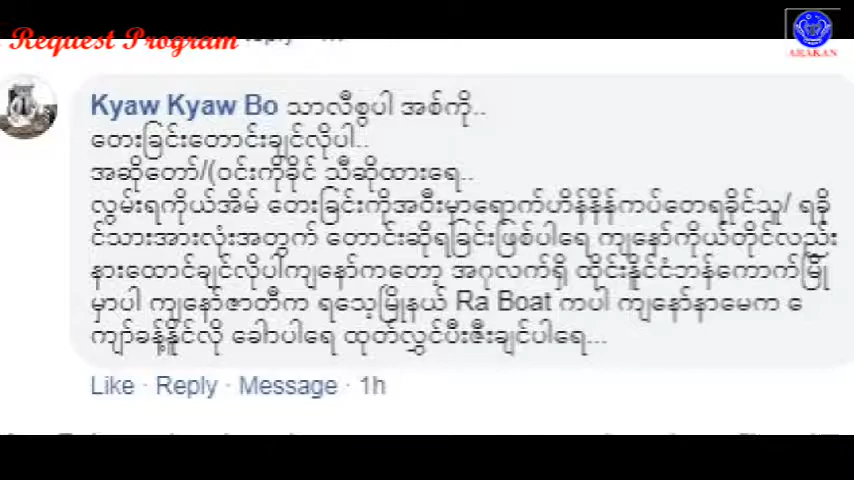 Request Program
ARAKAN
Kyaw Kyaw Bo သာလီစွပါ အစ်ကို..
တေးခြင်းတောင်းချင်လိုပါ..
အဆိုတော်/(ဝင်းကိုခိုင် သီဆိုထားရေ..
လွမ်းရကိုယ်အိမ် တေးခြင်းကိုအဝီးမှာရောက်ဟိန်နိန်ကပ်တေရခိုင်သူ/ ရခို
င်သားအားလုံးအတွက် တောင်းဆိုရခြင်းဖြစ်ပါရေ ကျနော်ကိုယ်တိုင်လည်း
နားထောင်ချင်လိုပါကျနော်ကတော့ အဂုလက်ရှိ ထိုင်းနိူင်ငံဘန်ကောက်မြို
မှာပါ ကျနော်ဇာတီက ရသေ့မြိုနယ် Ra Boat ကပါ ကျနော်နာမေက ေ
ကျာ်ခန့်နိူင်လို ခေါ်ပါရေ ထုတ်လွှင်ပီးဇီးချင်ပါရေ...
Like · Reply · Message · 1h